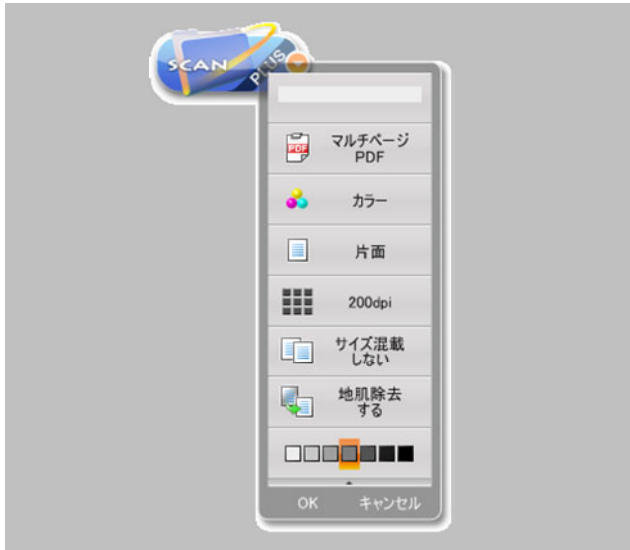 SCAN
PLUS
マルチページ
PDF
PDF
カラー
片面
200dpi
サイズ混載
しない
地肌除去
する
OK キャンセル